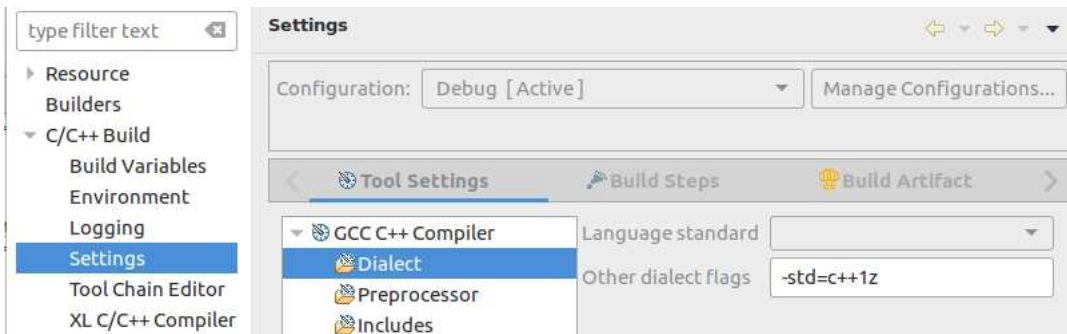 type filter text
Resource
Builders
C/C++ Build
Build Variables
Environment
Logging
Settings
Tool Chain Editor
XL C/C++ Compiler
Settings
Configuration: Debug [Active] Manage Configurations...
Tool Settings Build Steps Build Artifact
GCC C++ Compiler
Dialect
Preprocessor
Includes
Language standard
Other dialect flags -std=c++1z